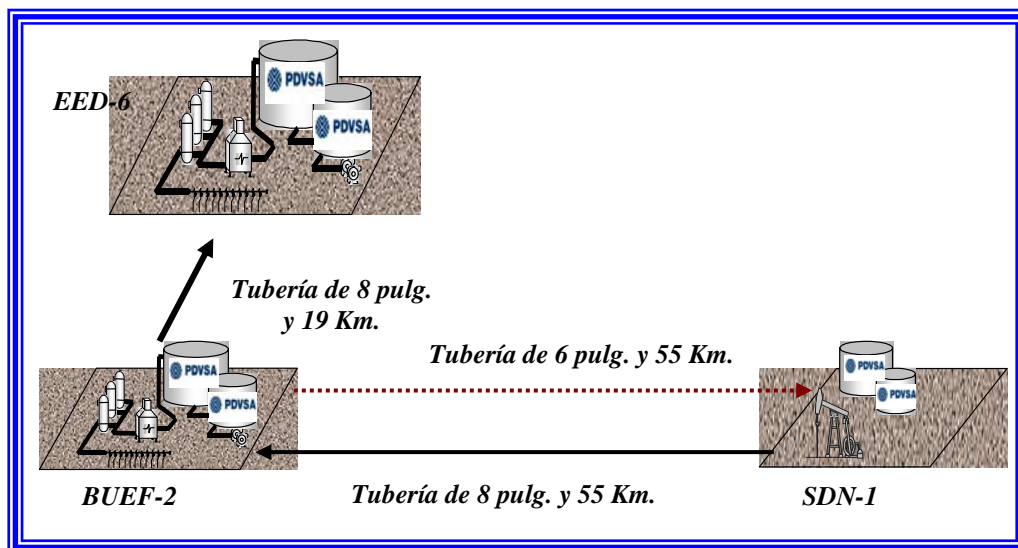 EED-6
PDVSA
PDVSA
Tubería de 8 pulg.
y 19 Km.
Tubería de 6 pulg. y 55 Km.
PDVSA
PDVSA
PDVSA
PDVSA
BUEF-2
Tubería de 8 pulg. y 55 Km.
SDN-1